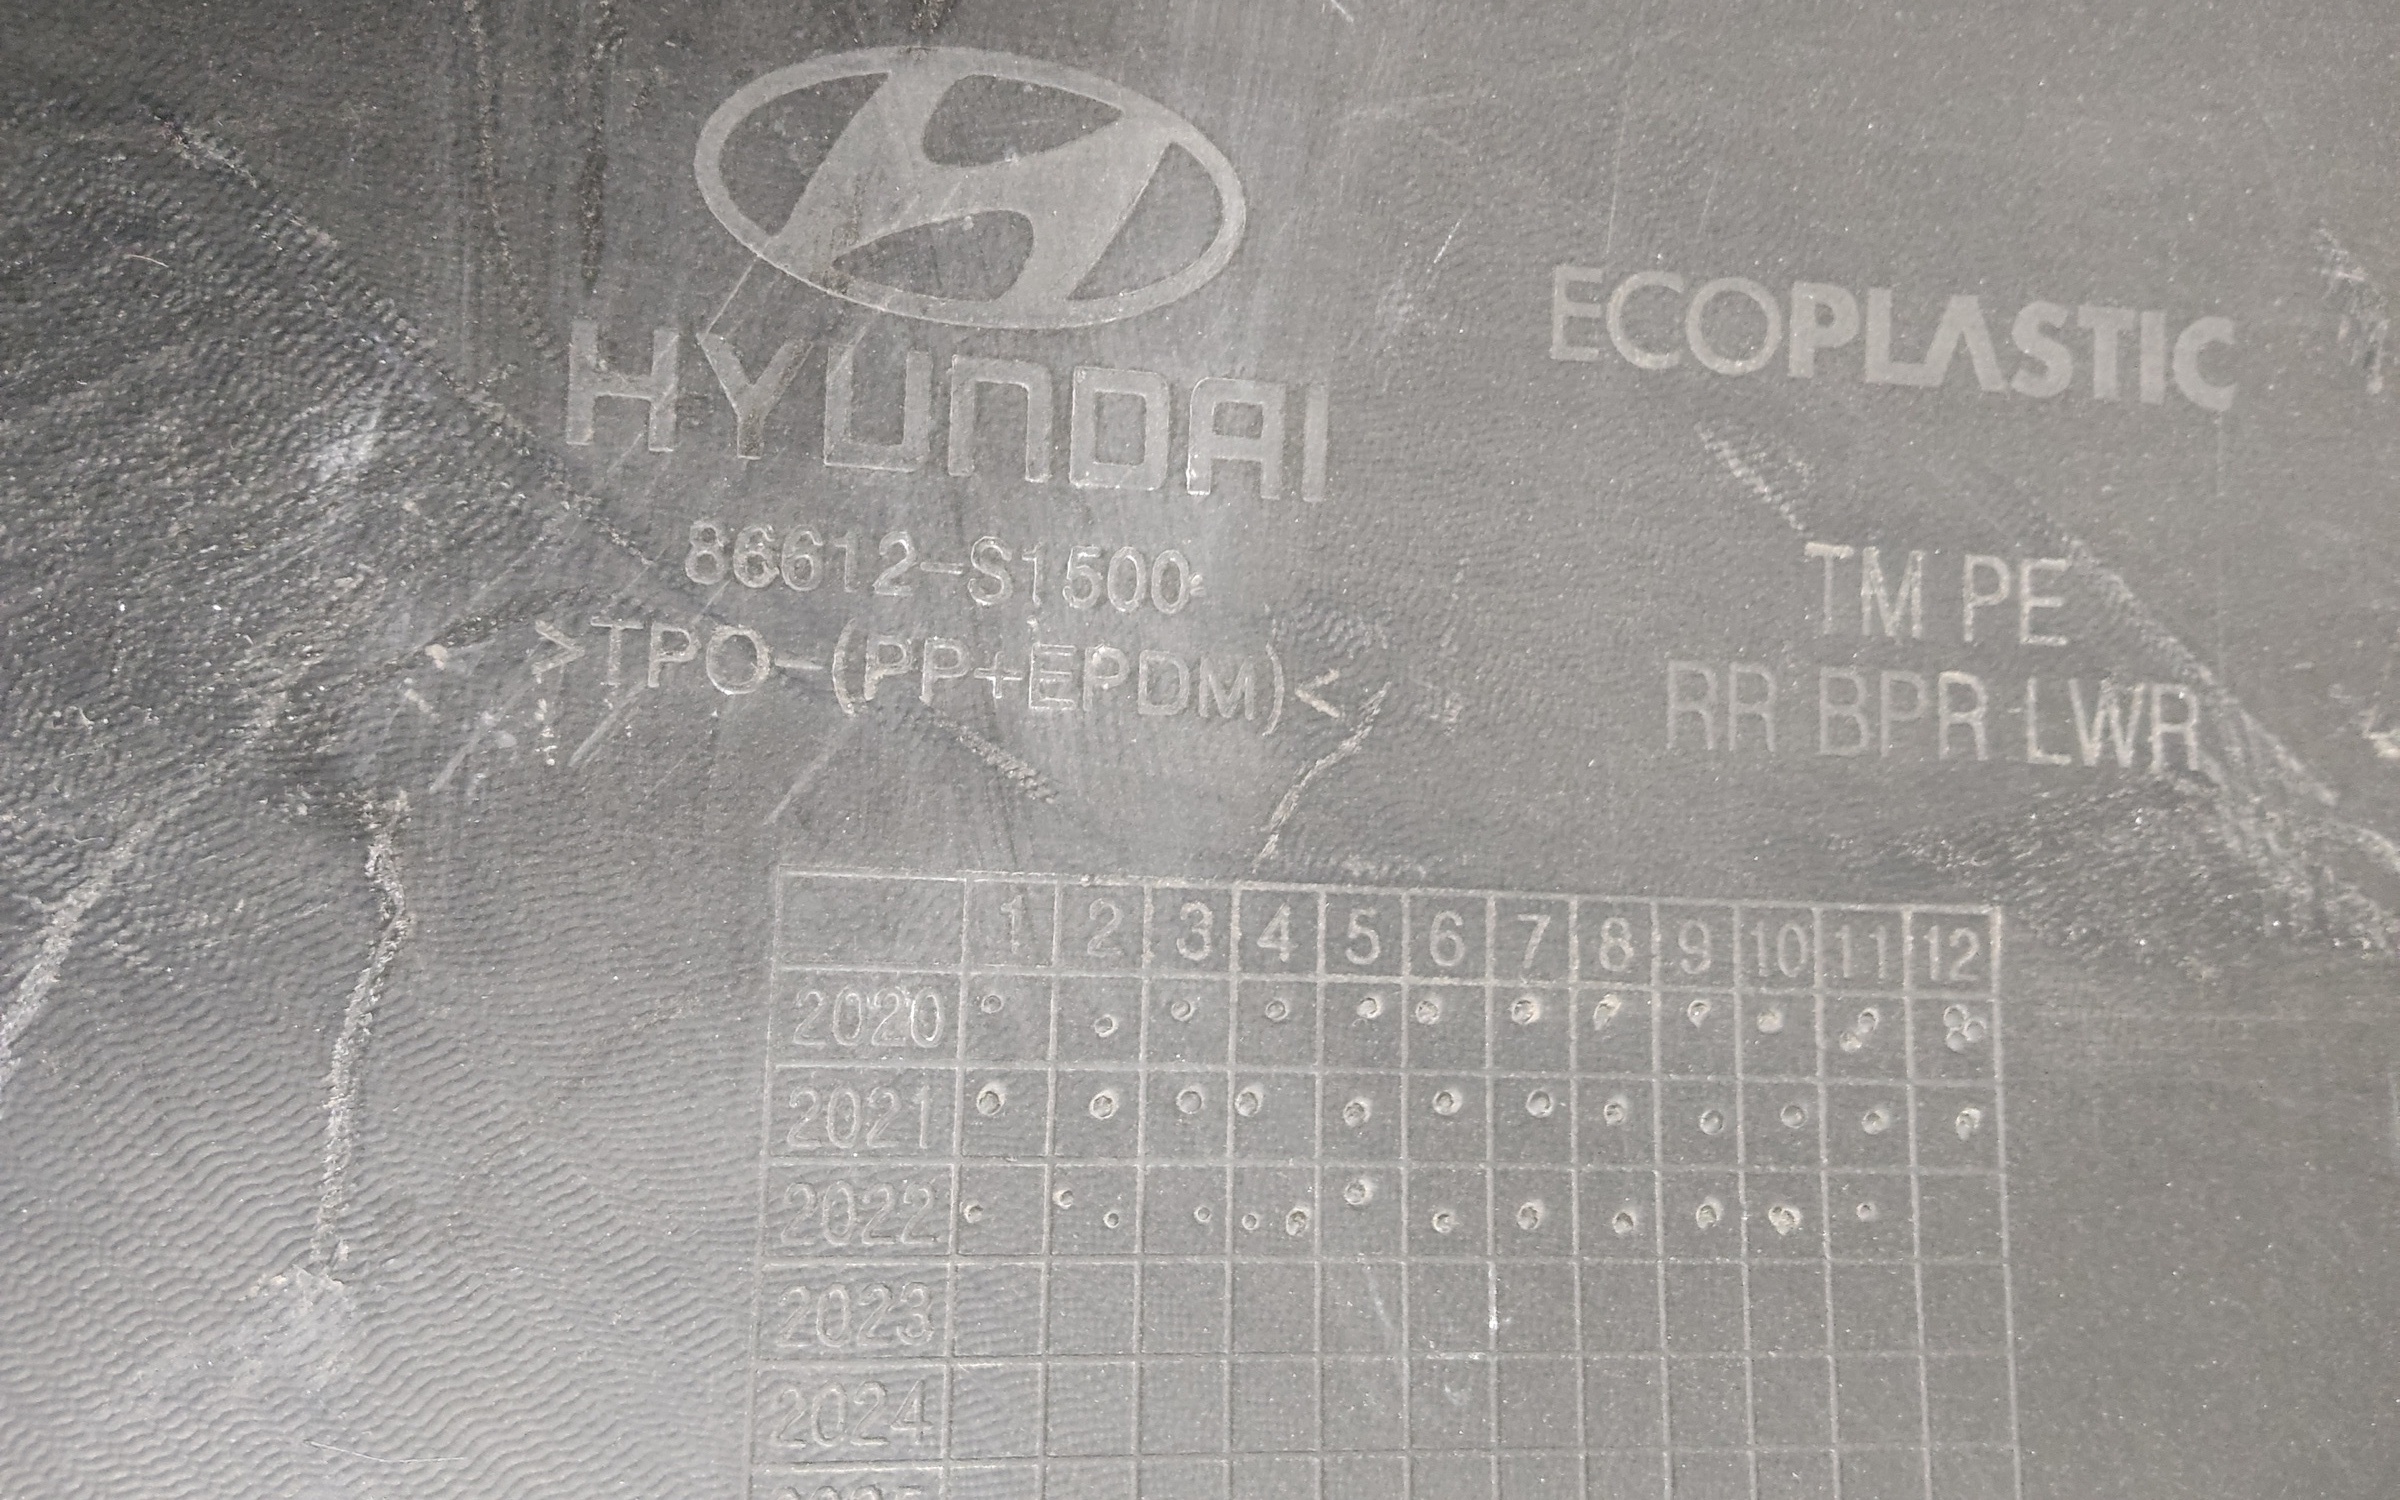 HYUNDAI
86612-S1500
>TPO-(PP+EPDM)<
ECOPLASTIC
TM PE
RR BPR LWR
1 2 3 4 5 6 7 8 9 10 11 12
2020
2021
2022
2023
2024